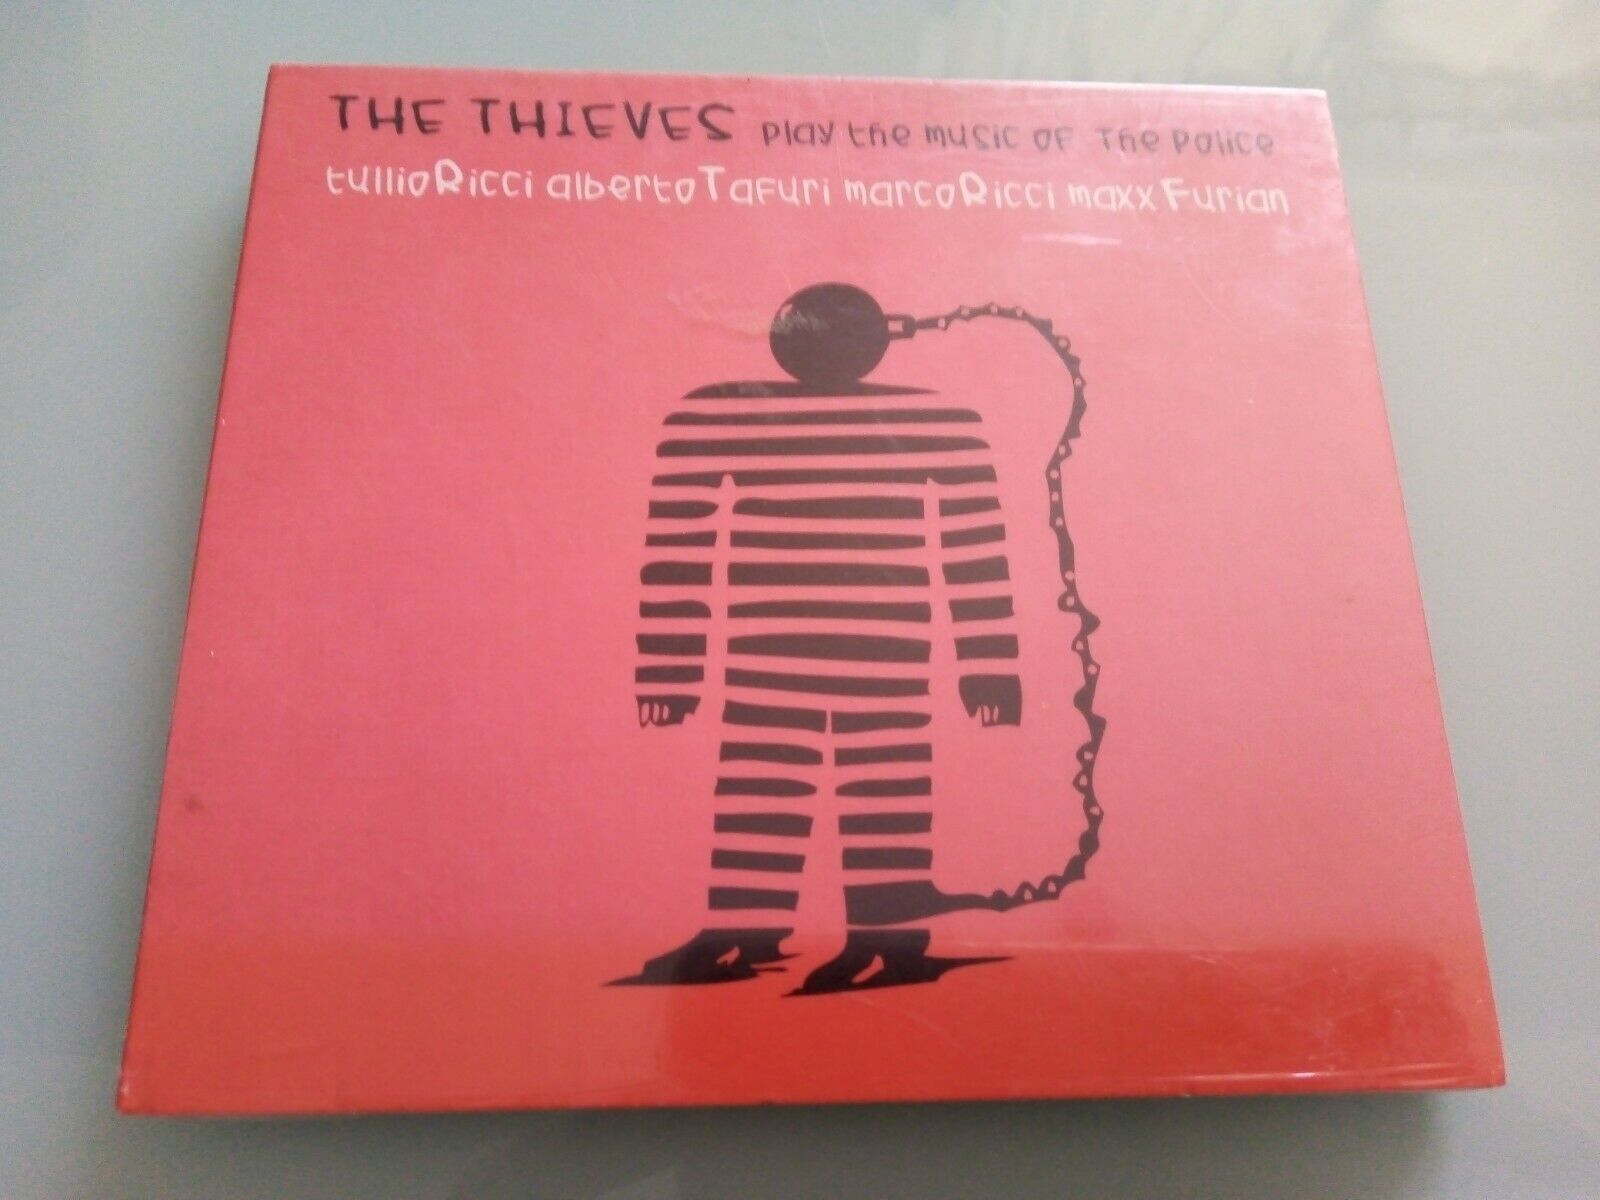 THE THIEVES play the music of The Police
tullioRicci albertoTafuri marcoRicci maxxFurian